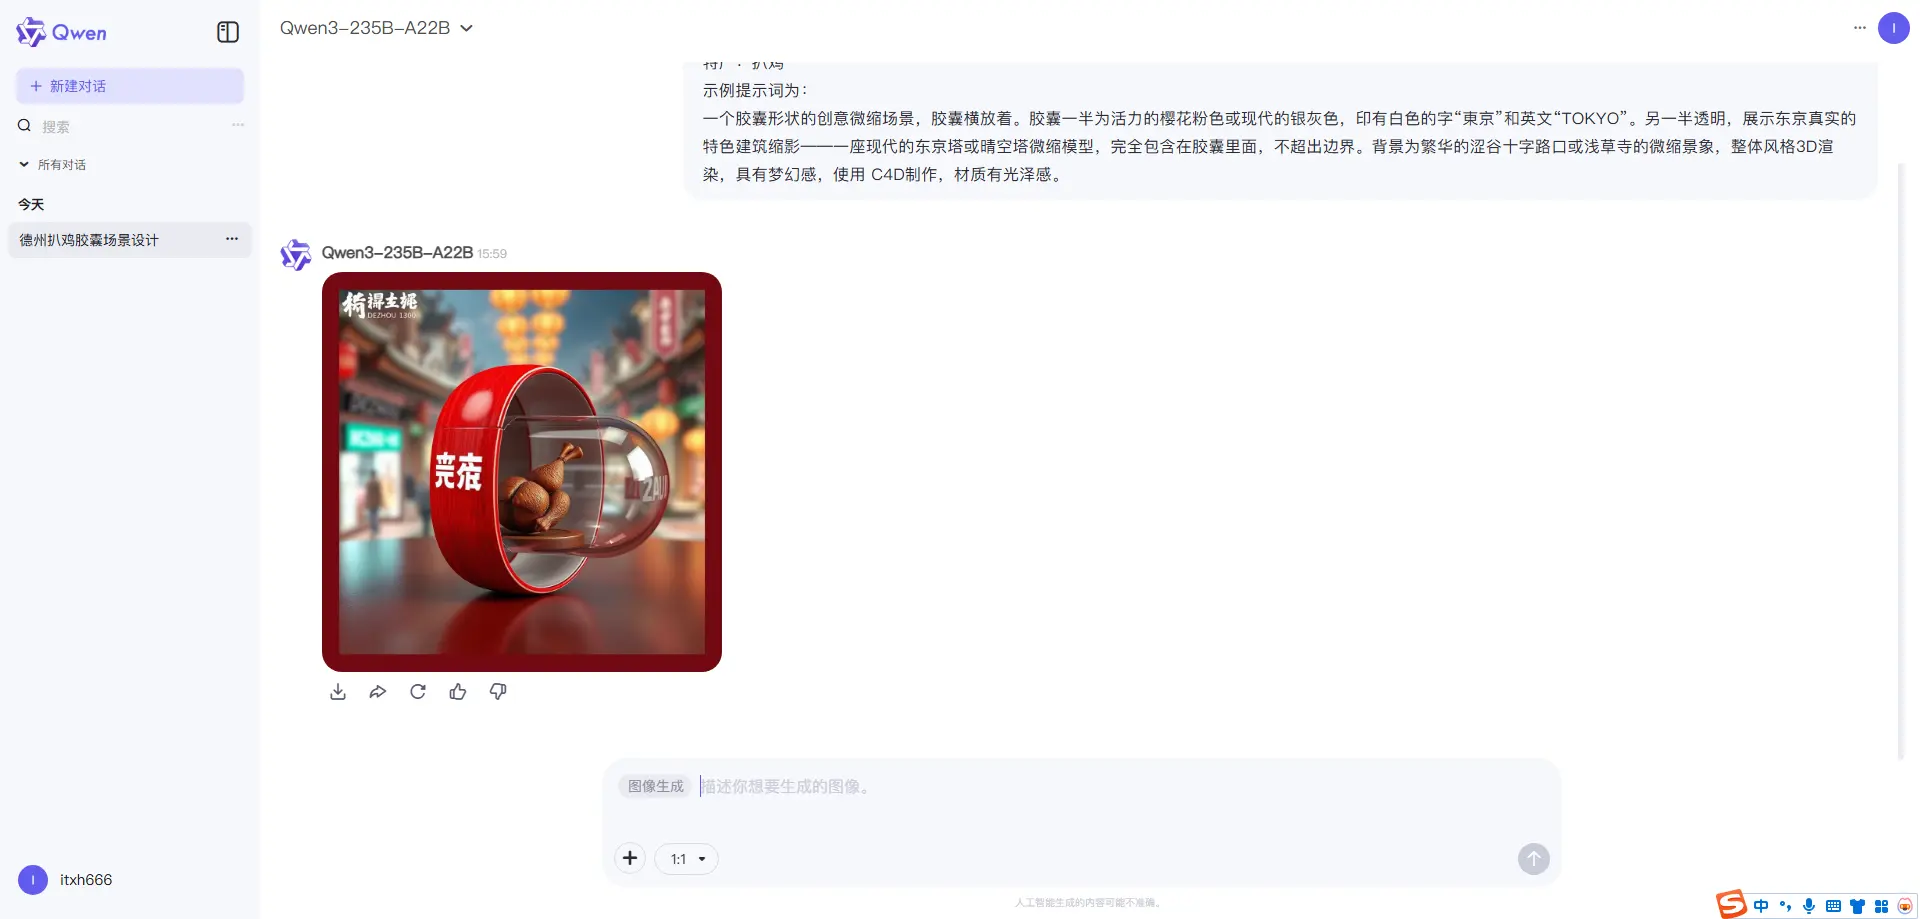 Qwen
新建对话
搜索
所有对话
今天
德州扒鸡胶囊场景设计
itxh666
Qwen3-235B-A22B
特产：扒鸡
示例提示词为：
一个胶囊形状的创意微缩场景，胶囊横放着。胶囊一半为活力的樱花粉色或现代的银灰色，印有白色的字“東京”和英文“TOKYO”。另一半透明，展示东京真实的
特色建筑缩影———一座现代的东京塔或晴空塔微缩模型，完全包含在胶囊里面，不超出边界。背景为繁华的涩谷十字路口或浅草寺的微缩景象，整体风格3D渲
染，具有梦幻感，使用 C4D制作，材质有光泽感。
Qwen3-235B-A22B 15:59
DEZHOU 1300
图像生成 描述你想要生成的图像。
1:1
人工智能生成的内容可能不准确。
中